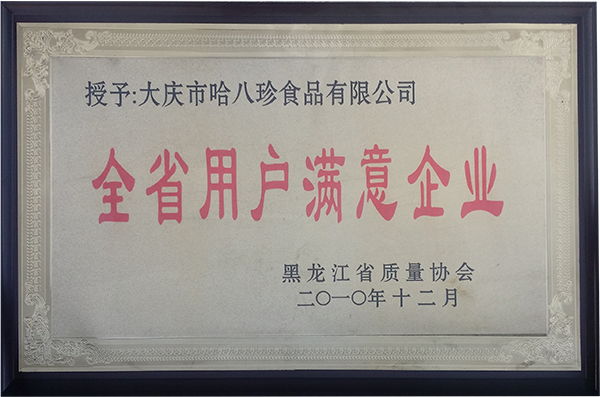 授予:大庆市哈八珍食品有限公司
全省用户满意企业
黑龙江省质量协会
二〇一〇年十二月